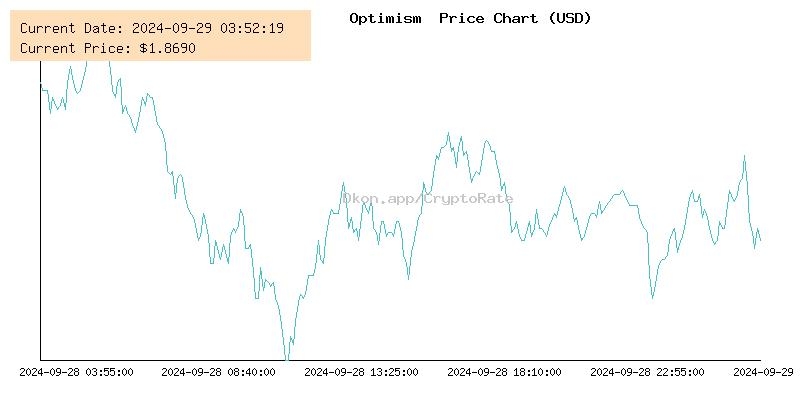 Optimism Price Chart (USD)
Current Date: 2024-09-29 03:52:19
Current Price: $1.8690
Dkon.app/CryptoRate
2024-09-28 03:55:00 2024-09-28 08:40:00 2024-09-28 13:25:00 2024-09-28 18:10:00 2024-09-28 22:55:00 2024-09-29